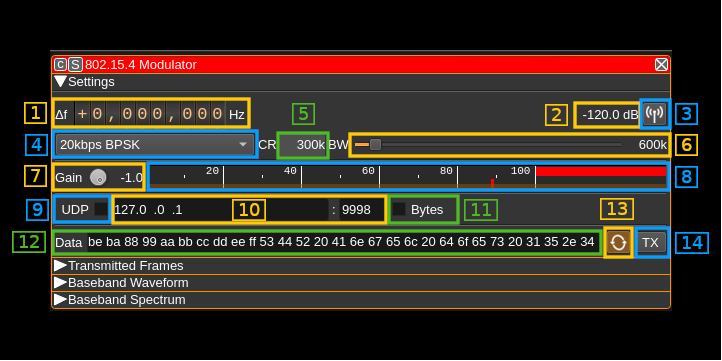 C S 802.15.4 Modulator
Settings
1 Δf +0,000,000 Hz 5 2 -120.0 dB 3
4 20kbps BPSK CR 300k BW 600k 6
7 Gain -1.0 20 40 60 80 100 8
9 UDP 127.0 .0 .1 10 : 9998 Bytes 11 13
12 Data be ba 88 99 aa bb cc dd ee ff 53 44 52 20 41 6e 67 65 6c 20 64 6f 65 73 20 31 35 2e 34 TX 14
Transmitted Frames
Baseband Waveform
Baseband Spectrum